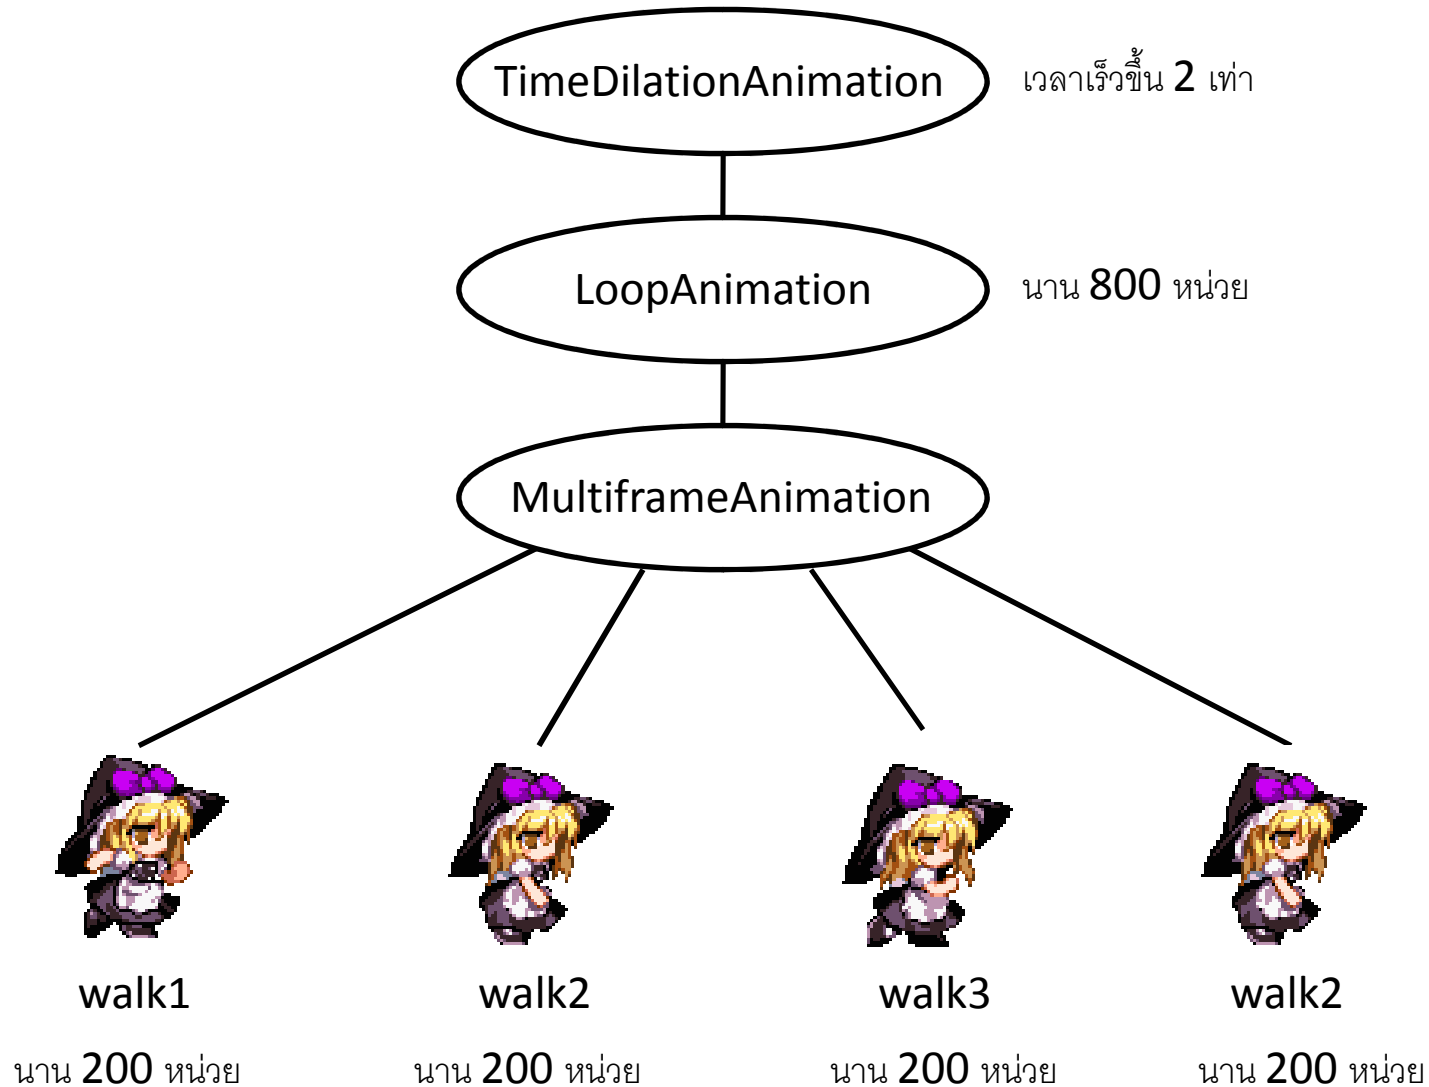 TimeDilationAnimation เวลาเร็วขึ้น 2 เท่า
LoopAnimation นาน 800 หน่วย
MultiframeAnimation
walk1 walk2 walk3 walk2
นาน 200 หน่วย นาน 200 หน่วย นาน 200 หน่วย นาน 200 หน่วย